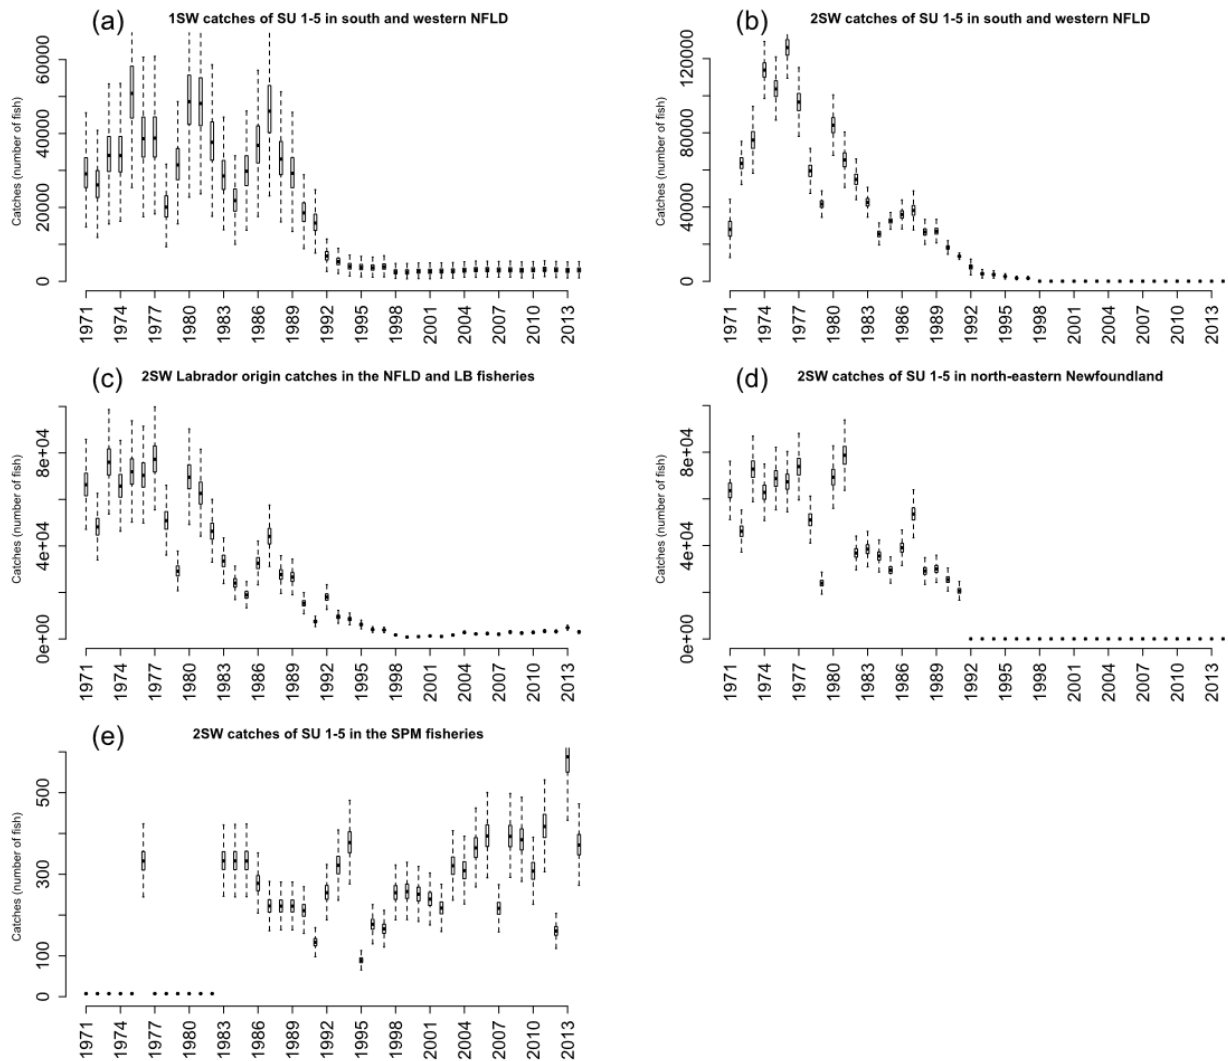 (a)
1SW catches of SU 1-5 in south and western NFLD
Catches (number of fish)
60000
40000
20000
0
1971 1974 1977 1980 1983 1986 1989 1992 1995 1998 2001 2004 2007 2010 2013
(b)
2SW catches of SU 1-5 in south and western NFLD
Catches (number of fish)
120000
80000
40000
0
1971 1974 1977 1980 1983 1986 1989 1992 1995 1998 2001 2004 2007 2010 2013
(c)
2SW Labrador origin catches in the NFLD and LB fisheries
Catches (number of fish)
8e+04
4e+04
0e+00
1971 1974 1977 1980 1983 1986 1989 1992 1995 1998 2001 2004 2007 2010 2013
(d)
2SW catches of SU 1-5 in north-eastern Newfoundland
Catches (number of fish)
8e+04
4e+04
0e+00
1971 1974 1977 1980 1983 1986 1989 1992 1995 1998 2001 2004 2007 2010 2013
(e)
2SW catches of SU 1-5 in the SPM fisheries
Catches (number of fish)
500
300
100
0
1971 1974 1977 1980 1983 1986 1989 1992 1995 1998 2001 2004 2007 2010 2013